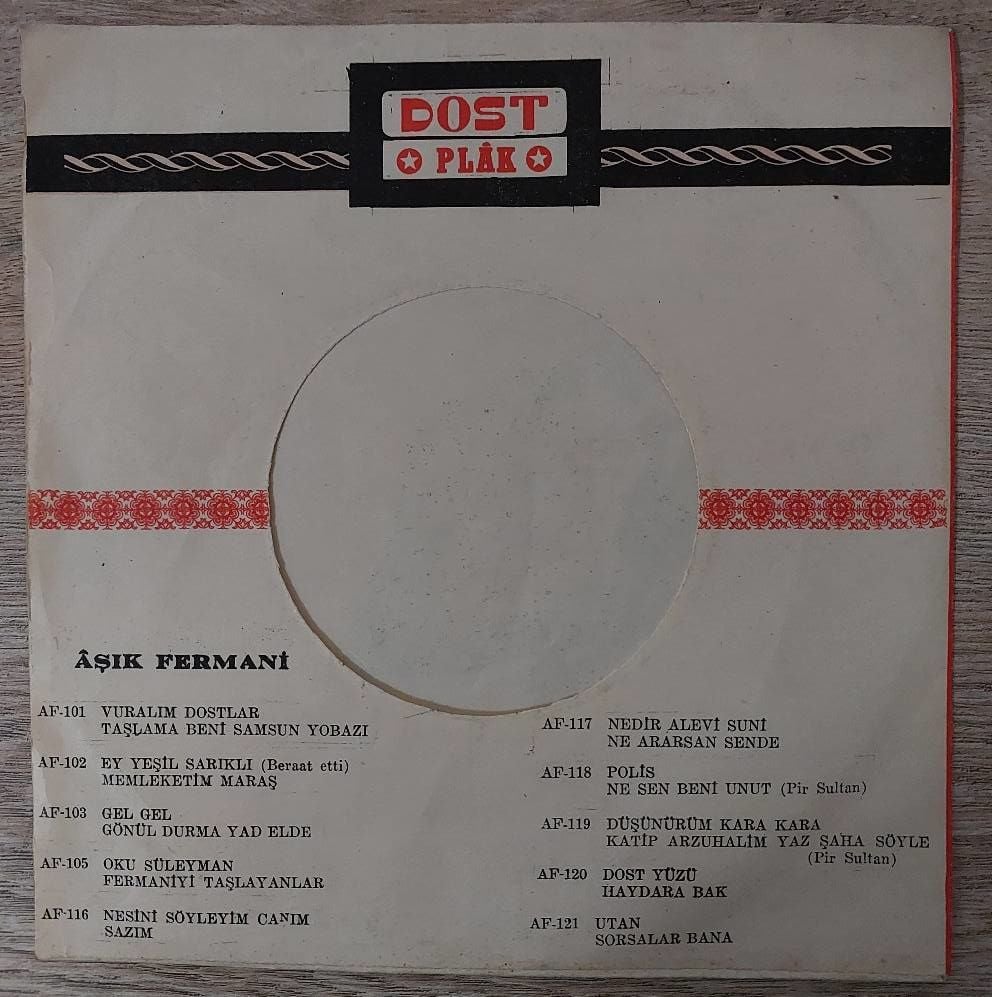 DOST
PLÂK
ÂŞIK FERMANİ
AF-101 VURALIM DOSTLAR
TAŞLAMA BENİ SAMSUN YOBAZI
AF-102 EY YEŞİL SARIKLI (Beraat etti)
MEMLEKETİM MARAŞ
AF-103 GEL GEL
GÖNÜL DURMA YAD ELDE
AF-105 OKU SÜLEYMAN
FERMANİYİ TAŞLAYANLAR
AF-116 NESİNİ SÖYLEYİM CANIM
SAZIM
AF-117 NEDİR ALEVİ SUNİ
NE ARARSAN SENDE
AF-118 POLİS
NE SEN BENİ UNUT (Pir Sultan)
AF-119 DÜŞÜNÜRÜM KARA KARA
KATİP ARZUHALİM YAZ ŞAHA SÖYLE
(Pir Sultan)
AF-120 DOST YÜZÜ
HAYDARA BAK
AF-121 UTAN
SORSALAR BANA